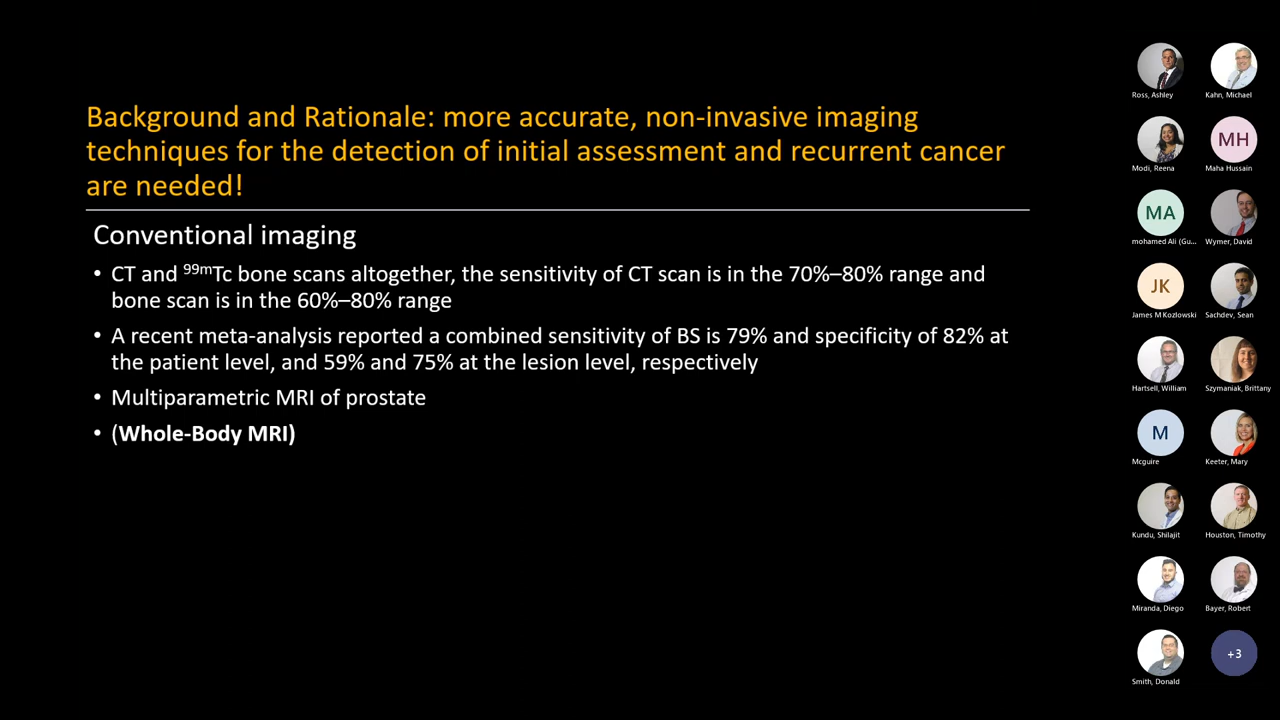 Background and Rationale: more accurate, non-invasive imaging
techniques for the detection of initial assessment and recurrent cancer
are needed!
Conventional imaging
• CT and ⁹⁹ᵐTc bone scans altogether, the sensitivity of CT scan is in the 70%–80% range and
bone scan is in the 60%–80% range
• A recent meta-analysis reported a combined sensitivity of BS is 79% and specificity of 82% at
the patient level, and 59% and 75% at the lesion level, respectively
• Multiparametric MRI of prostate
• (Whole-Body MRI)
Ross, Ashley
Kahn, Michael
MH
Modi, Reena
Maha Hussain
MA
mohamed Ali (Gu...
Wymer, David
JK
James M Kozlowski
Sachdev, Sean
Hartsell, William
Szymaniak, Brittany
M
Mcguire
Keeter, Mary
Kundu, Shilajit
Houston, Timothy
Miranda, Diego
Bayer, Robert
+3
Smith, Donald